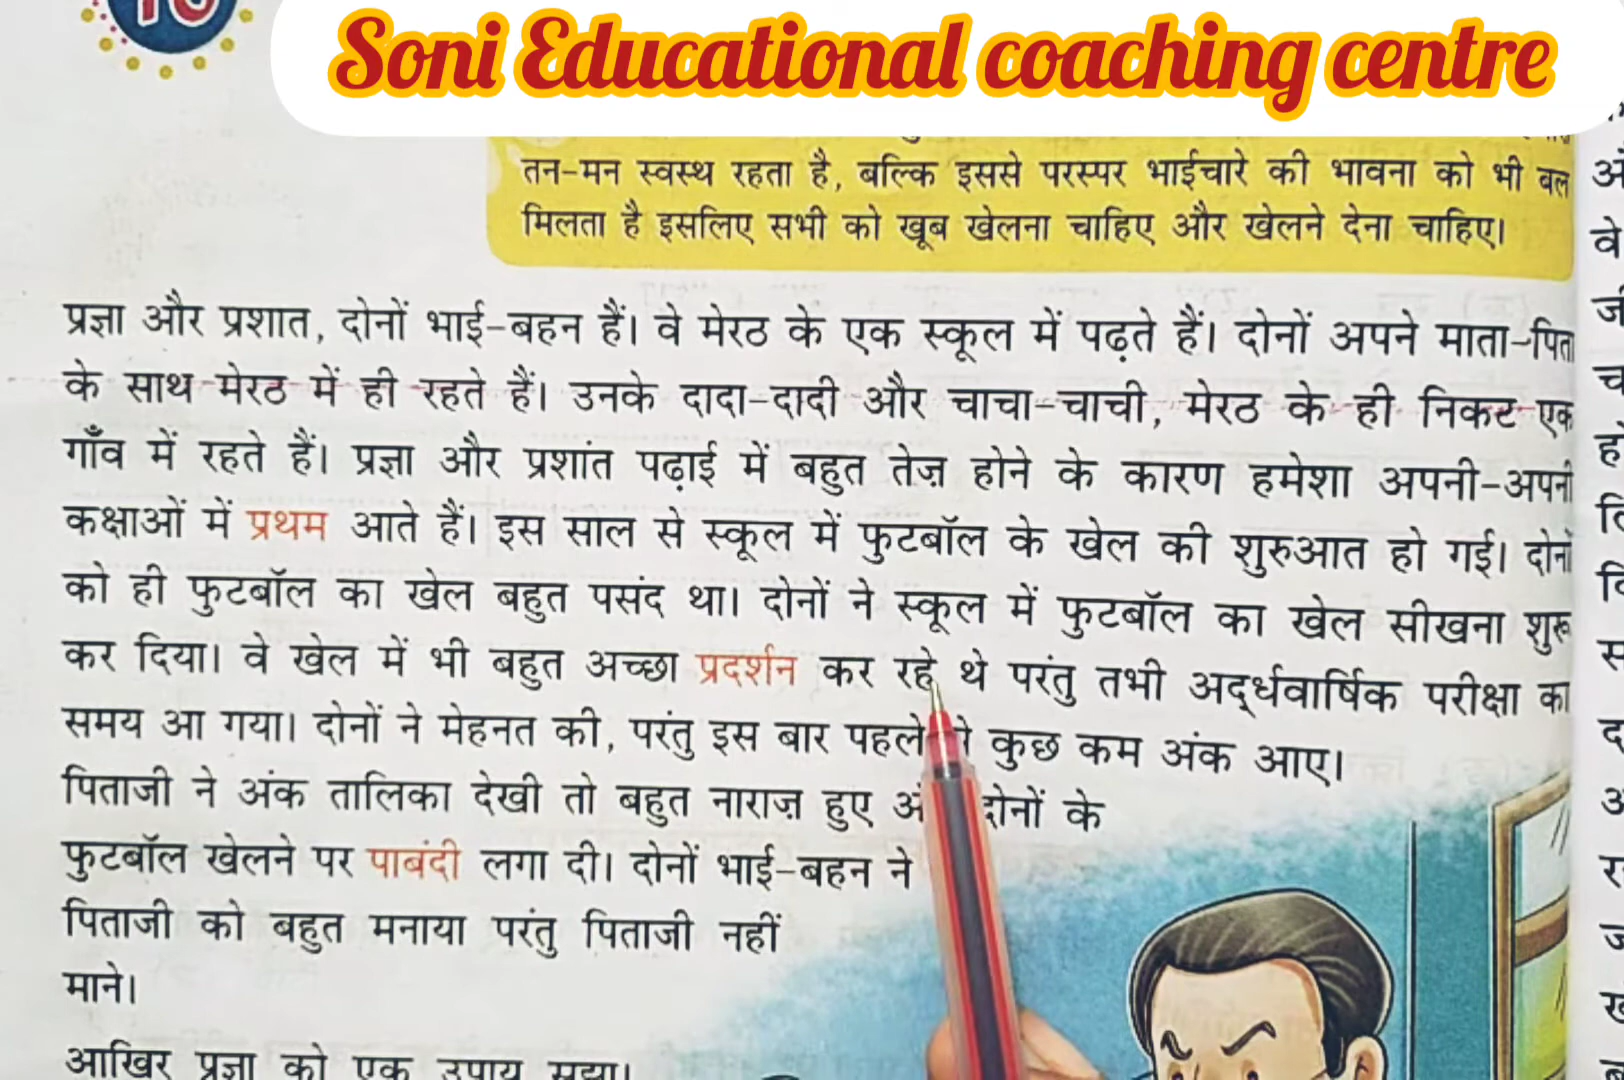 10
Soni Educational coaching centre
तन-मन स्वस्थ रहता है, बल्कि इससे परस्पर भाईचारे की भावना को भी बल
मिलता है इसलिए सभी को खूब खेलना चाहिए और खेलने देना चाहिए।
प्रज्ञा और प्रशात, दोनों भाई-बहन हैं। वे मेरठ के एक स्कूल में पढ़ते हैं। दोनों अपने माता-पिता
के साथ मेरठ में ही रहते हैं। उनके दादा-दादी और चाचा-चाची, मेरठ के ही निकट एक
गाँव में रहते हैं। प्रज्ञा और प्रशांत पढ़ाई में बहुत तेज़ होने के कारण हमेशा अपनी-अपनी
कक्षाओं में प्रथम आते हैं। इस साल से स्कूल में फुटबॉल के खेल की शुरुआत हो गई। दोनों
को ही फुटबॉल का खेल बहुत पसंद था। दोनों ने स्कूल में फुटबॉल का खेल सीखना शुरू
कर दिया। वे खेल में भी बहुत अच्छा प्रदर्शन कर रहे थे परंतु तभी अर्द्धवार्षिक परीक्षा का
समय आ गया। दोनों ने मेहनत की, परंतु इस बार पहले कुछ कम अंक आए।
पिताजी ने अंक तालिका देखी तो बहुत नाराज़ हुए दोनों के
फुटबॉल खेलने पर पाबंदी लगा दी। दोनों भाई-बहन ने
पिताजी को बहुत मनाया परंतु पिताजी नहीं
माने।
आखिर प्रज्ञा को एक उपाय सूझा।